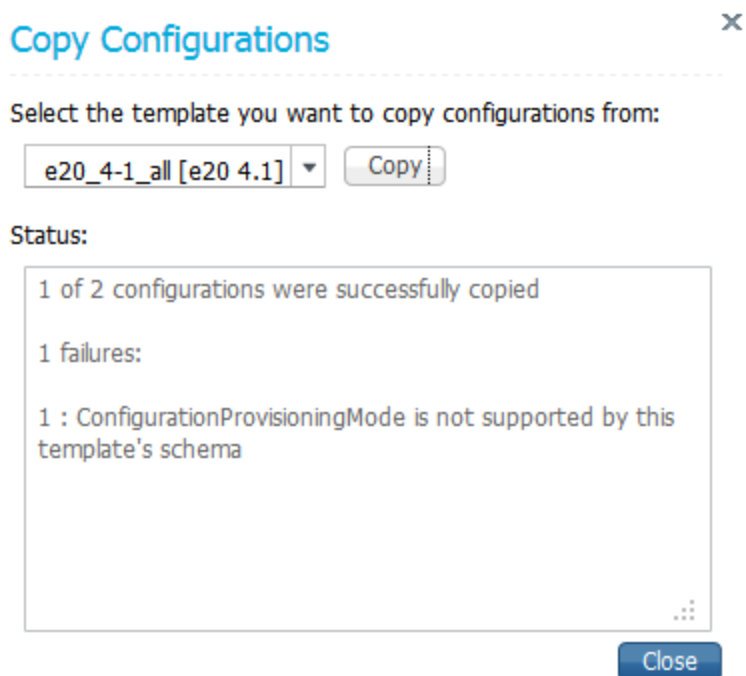 Copy Configurations
Select the template you want to copy configurations from:
e20_4-1_all [e20 4.1] Copy
Status:
1 of 2 configurations were successfully copied
1 failures:
1 : ConfigurationProvisioningMode is not supported by this
template's schema
Close